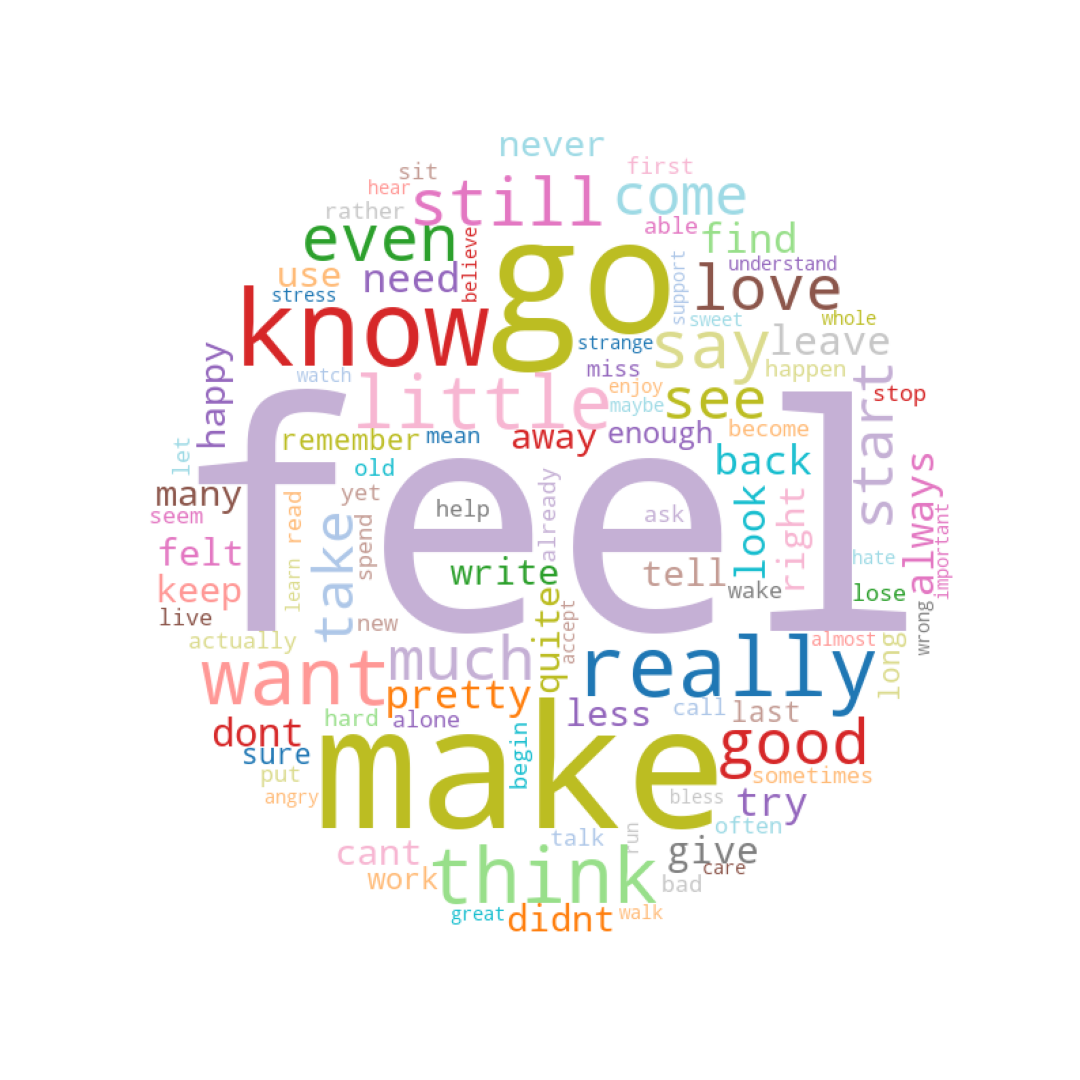 never
sit
first
hear
still
come
rather
able
even
go
find
believe
understand
use
need
support
love
stress
know
sweet
whole
strange
say
leave
happy
watch
little
miss
happen
enjoy
see
start
stop
feel
maybe
remember
mean
away
enough
become
let
old
back
always
many
yet
already
look
right
seem
read
help
ask
take
spend
important
felt
write
tell
hate
learn
keep
quite
wake
lose
live
new
accept
wrong
actually
much
really
almost
long
want
pretty
less
call
last
dont
hard
alone
good
sure
make
begin
put
sometimes
angry
bless
try
often
cant
talk
run
give
work
think
bad
care
great
didnt
walk